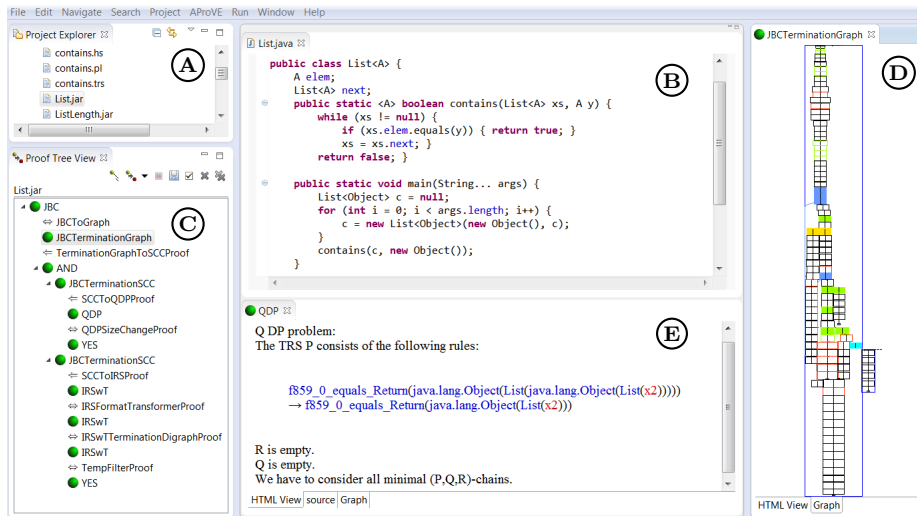 File Edit Navigate Search Project AProVE Run Window Help
Project Explorer
contains.hs
contains.pl
contains.trs
List.jar
ListLength.jar
A
Proof Tree View
List.jar
JBC
⇔ JBCToGraph
JBCTerminationGraph
⇐ TerminationGraphToSCCProof
AND
JBCTerminationSCC
⇐ SCCToQDPProof
QDP
⇔ QDPSizeChangeProof
YES
JBCTerminationSCC
⇐ SCCToIRSProof
IRSwT
⇔ IRSFormatTransformerProof
IRSwT
⇔ IRSwTTerminationDigraphProof
IRSwT
⇔ TempFilterProof
YES
C
List.java
public class List<A> {
A elem;
List<A> next;
public static <A> boolean contains(List<A> xs, A y) {
while (xs != null) {
if (xs.elem.equals(y)) { return true; }
xs = xs.next; }
return false; }
public static void main(String... args) {
List<Object> c = null;
for (int i = 0; i < args.length; i++) {
c = new List<Object>(new Object(), c);
}
contains(c, new Object());
}
B
QDP
Q DP problem:
The TRS P consists of the following rules:
f859_0_equals_Return(java.lang.Object(List(java.lang.Object(List(x2)))))
→ f859_0_equals_Return(java.lang.Object(List(x2)))
R is empty.
Q is empty.
We have to consider all minimal (P,Q,R)-chains.
HTML View source Graph
E
JBCTerminationGraph
D
HTML View Graph